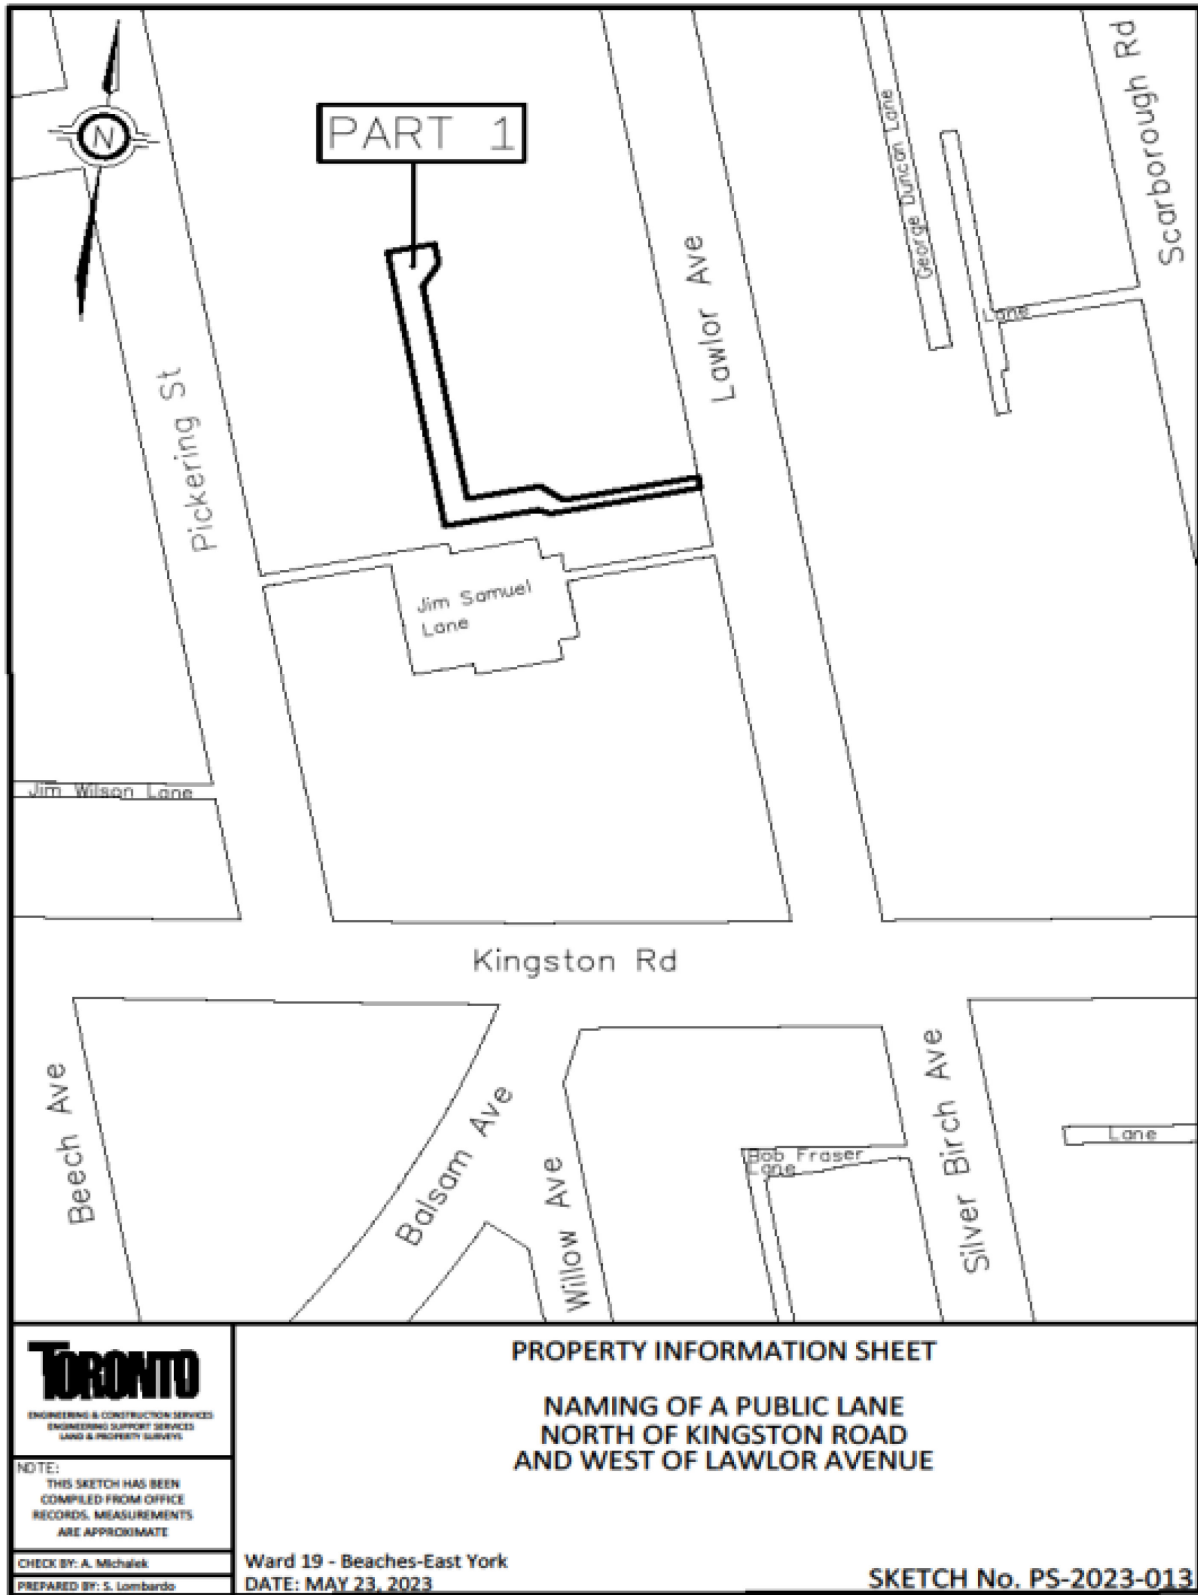 N
PART 1
Pickering St
Lawlor Ave
George Duncan Lane
Scarborough Rd
Lane
Jim Samuel
Lane
Jim Wilson Lane
Kingston Rd
Beech Ave
Balsam Ave
Willow Ave
Bob Fraser
Lane
Silver Birch Ave
Lane
TORONTO
ENGINEERING & CONSTRUCTION SERVICES
ENGINEERING SUPPORT SERVICES
LAND & PROPERTY SURVEYS
NOTE:
THIS SKETCH HAS BEEN
COMPILED FROM OFFICE
RECORDS. MEASUREMENTS
ARE APPROXIMATE
CHECK BY: A. Michalek
PREPARED BY: S. Lombardo
PROPERTY INFORMATION SHEET
NAMING OF A PUBLIC LANE
NORTH OF KINGSTON ROAD
AND WEST OF LAWLOR AVENUE
Ward 19 - Beaches-East York
DATE: MAY 23, 2023
SKETCH No. PS-2023-013